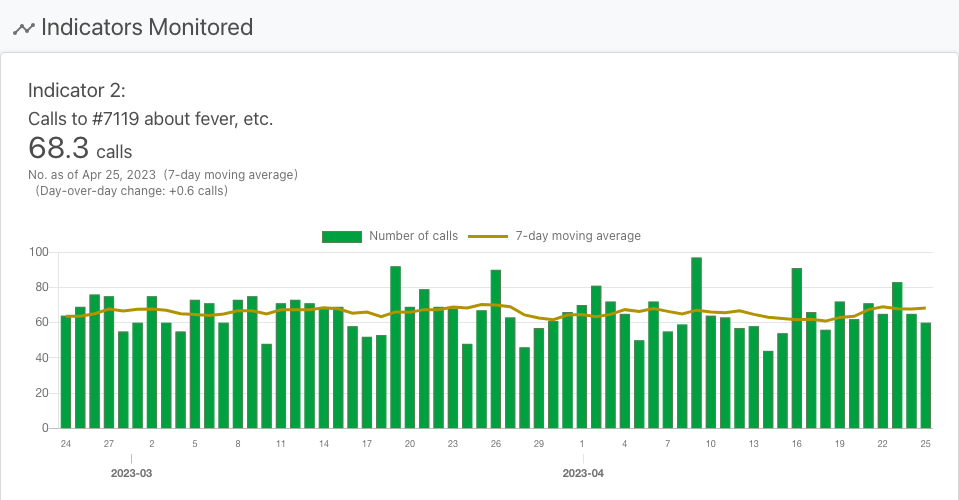 Indicators Monitored
Indicator 2:
Calls to #7119 about fever, etc.
68.3 calls
No. as of Apr 25, 2023 (7-day moving average)
(Day-over-day change: +0.6 calls)
Number of calls 7-day moving average
100
80
60
40
20
0
24 27 2 5 8 11 14 17 20 23 26 29 1 4 7 10 13 16 19 22 25
2023-03 2023-04